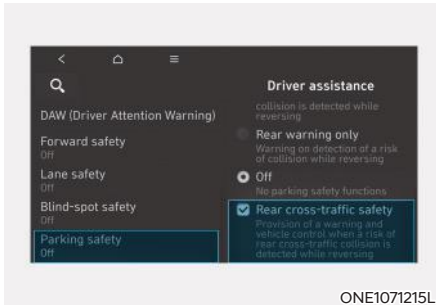 Driver assistance
DAW (Driver Attention Warning)
Forward safety
Off
Lane safety
Off
Blind-spot safety
Off
Parking safety
Off
collision is detected while
reversing
Rear warning only
Warning on detection of a risk
of collision while reversing
Off
No parking safety functions
Rear cross-traffic safety
Provision of a warning and
vehicle control when a risk of
rear cross-traffic collision is
detected while reversing
ONE1071215L